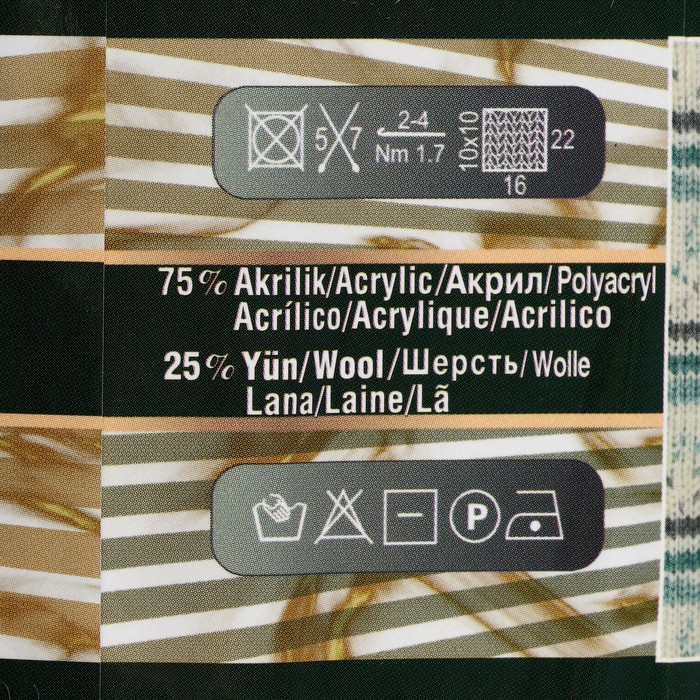 5 7
2-4
Nm 1.7
10x10
22
16
75% Akrilik/Acrylic/Акрил/Polyacryl
Acrílico/Acrylique/Acrilico
25% Yün/Wool/Шерсть/Wolle
Lana/Laine/Lã
P